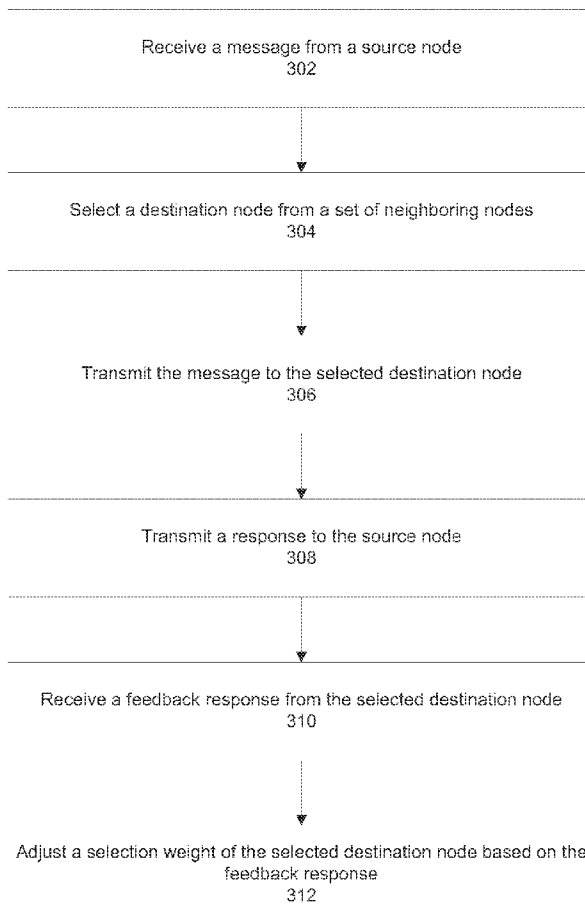 Receive a message from a source node
302
Select a destination node from a set of neighboring nodes
304
Transmit the message to the selected destination node
306
Transmit a response to the source node
308
Receive a feedback response from the selected destination node
310
Adjust a selection weight of the selected destination node based on the
feedback response
312